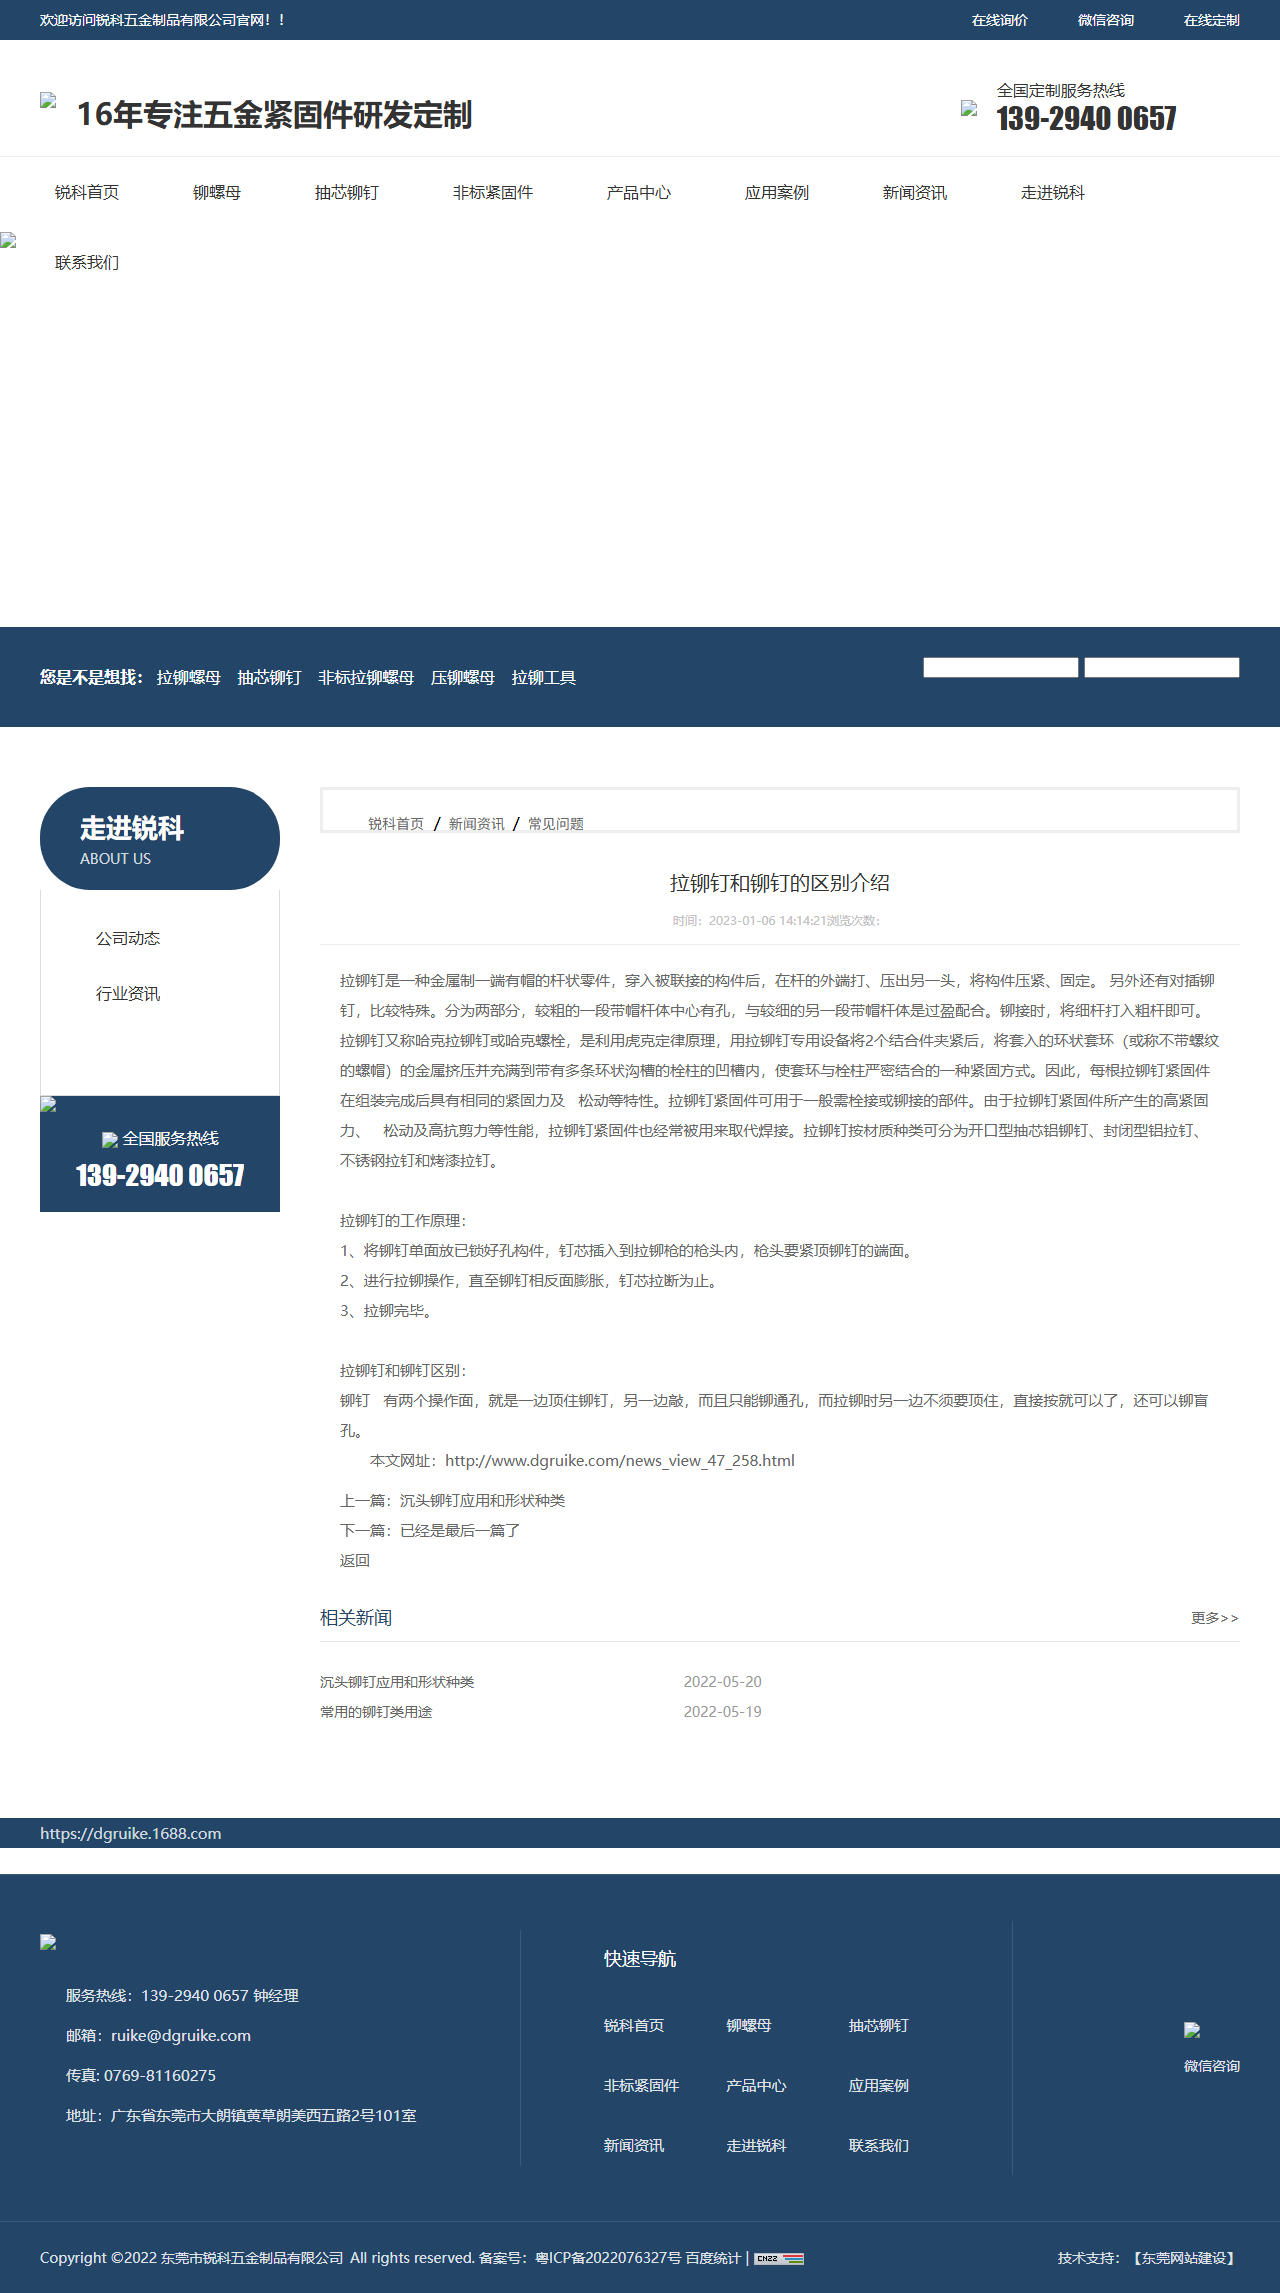 欢迎访问锐科五金制品有限公司官网！！
在线询价 微信咨询 在线定制
16年专注五金紧固件研发定制
全国定制服务热线
139-2940 0657
锐科首页 铆螺母 抽芯铆钉 非标紧固件 产品中心 应用案例 新闻资讯 走进锐科
联系我们
您是不是想找： 拉铆螺母 抽芯铆钉 非标拉铆螺母 压铆螺母 拉铆工具
走进锐科
ABOUT US
公司动态
行业资讯
全国服务热线
139-2940 0657
锐科首页 / 新闻资讯 / 常见问题
拉铆钉和铆钉的区别介绍
时间：2023-01-06 14:14:21浏览次数：
拉铆钉是一种金属制一端有帽的杆状零件，穿入被联接的构件后，在杆的外端打、压出另一头，将构件压紧、固定。 另外还有对插铆
钉，比较特殊。分为两部分，较粗的一段带帽杆体中心有孔，与较细的另一段带帽杆体是过盈配合。铆接时，将细杆打入粗杆即可。
拉铆钉又称哈克拉铆钉或哈克螺栓，是利用虎克定律原理，用拉铆钉专用设备将2个结合件夹紧后，将套入的环状套环（或称不带螺纹
的螺帽）的金属挤压并充满到带有多条环状沟槽的栓柱的凹槽内，使套环与栓柱严密结合的一种紧固方式。因此，每根拉铆钉紧固件
在组装完成后具有相同的紧固力及 松动等特性。拉铆钉紧固件可用于一般需栓接或铆接的部件。由于拉铆钉紧固件所产生的高紧固
力、 松动及高抗剪力等性能，拉铆钉紧固件也经常被用来取代焊接。拉铆钉按材质种类可分为开口型抽芯铝铆钉、封闭型铝拉钉、
不锈钢拉钉和烤漆拉钉。
拉铆钉的工作原理：
1、将铆钉单面放已锁好孔构件，钉芯插入到拉铆枪的枪头内，枪头要紧顶铆钉的端面。
2、进行拉铆操作，直至铆钉相反面膨胀，钉芯拉断为止。
3、拉铆完毕。
拉铆钉和铆钉区别：
铆钉 有两个操作面，就是一边顶住铆钉，另一边敲，而且只能铆通孔，而拉铆时另一边不须要顶住，直接按就可以了，还可以铆盲
孔。
本文网址：http://www.dgruike.com/news_view_47_258.html
上一篇：沉头铆钉应用和形状种类
下一篇：已经是最后一篇了
返回
相关新闻 更多>>
沉头铆钉应用和形状种类 2022-05-20
常用的铆钉类用途 2022-05-19
https://dgruike.1688.com
服务热线：139-2940 0657 钟经理
邮箱：ruike@dgruike.com
传真: 0769-81160275
地址：广东省东莞市大朗镇黄草朗美西五路2号101室
快速导航
锐科首页 铆螺母 抽芯铆钉
非标紧固件 产品中心 应用案例
新闻资讯 走进锐科 联系我们
微信咨询
Copyright ©2022 东莞市锐科五金制品有限公司 All rights reserved. 备案号：粤ICP备2022076327号 百度统计 | CNZZ
技术支持：【东莞网站建设】